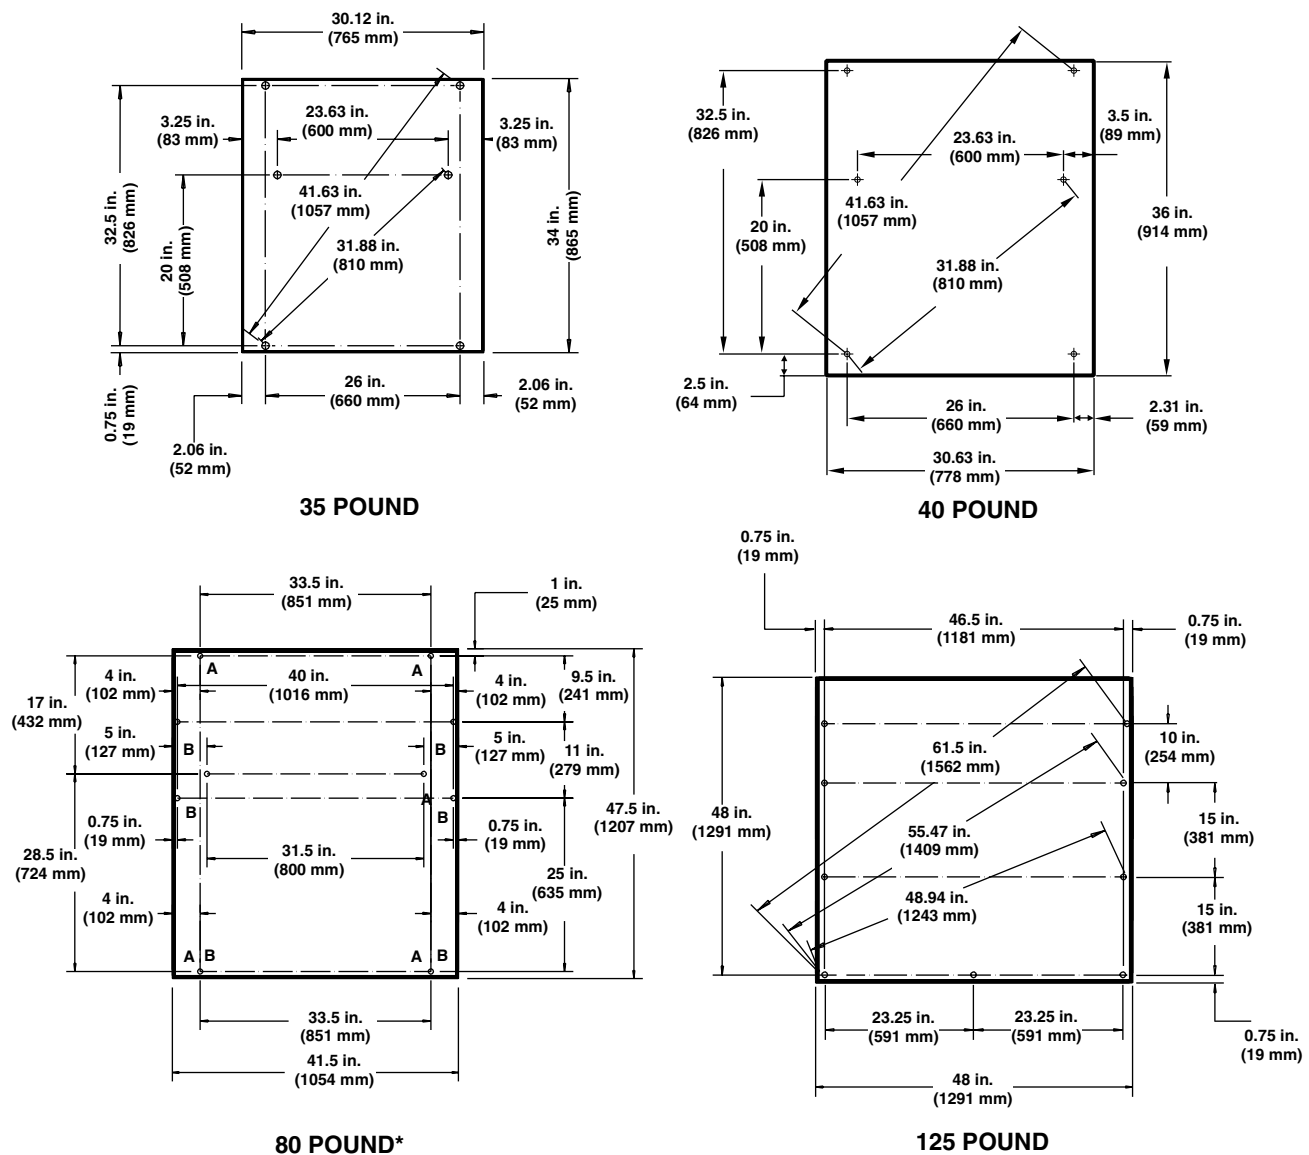 30.12 in.
(765 mm)
3.25 in.
(83 mm)
23.63 in.
(600 mm)
3.25 in.
(83 mm)
32.5 in.
(826 mm)
20 in.
(508 mm)
41.63 in.
(1057 mm)
31.88 in.
(810 mm)
34 in.
(865 mm)
0.75 in.
(19 mm)
26 in.
(660 mm)
2.06 in.
(52 mm)
2.06 in.
(52 mm)
35 POUND
32.5 in.
(826 mm)
3.5 in.
(89 mm)
23.63 in.
(600 mm)
41.63 in.
(1057 mm)
20 in.
(508 mm)
36 in.
(914 mm)
31.88 in.
(810 mm)
2.5 in.
(64 mm)
26 in.
(660 mm)
2.31 in.
(59 mm)
30.63 in.
(778 mm)
40 POUND
33.5 in.
(851 mm)
1 in.
(25 mm)
A
A
4 in.
(102 mm)
40 in.
(1016 mm)
4 in.
(102 mm)
9.5 in.
(241 mm)
17 in.
(432 mm)
5 in.
(127 mm)
B
B
5 in.
(127 mm)
11 in.
(279 mm)
A
B
B
0.75 in.
(19 mm)
0.75 in.
(19 mm)
47.5 in.
(1207 mm)
28.5 in.
(724 mm)
31.5 in.
(800 mm)
25 in.
(635 mm)
4 in.
(102 mm)
4 in.
(102 mm)
A B
A B
33.5 in.
(851 mm)
41.5 in.
(1054 mm)
80 POUND*
0.75 in.
(19 mm)
46.5 in.
(1181 mm)
0.75 in.
(19 mm)
61.5 in.
(1562 mm)
10 in.
(254 mm)
48 in.
(1291 mm)
55.47 in.
(1409 mm)
15 in.
(381 mm)
48.94 in.
(1243 mm)
15 in.
(381 mm)
23.25 in.
(591 mm)
23.25 in.
(591 mm)
0.75 in.
(19 mm)
48 in.
(1291 mm)
125 POUND